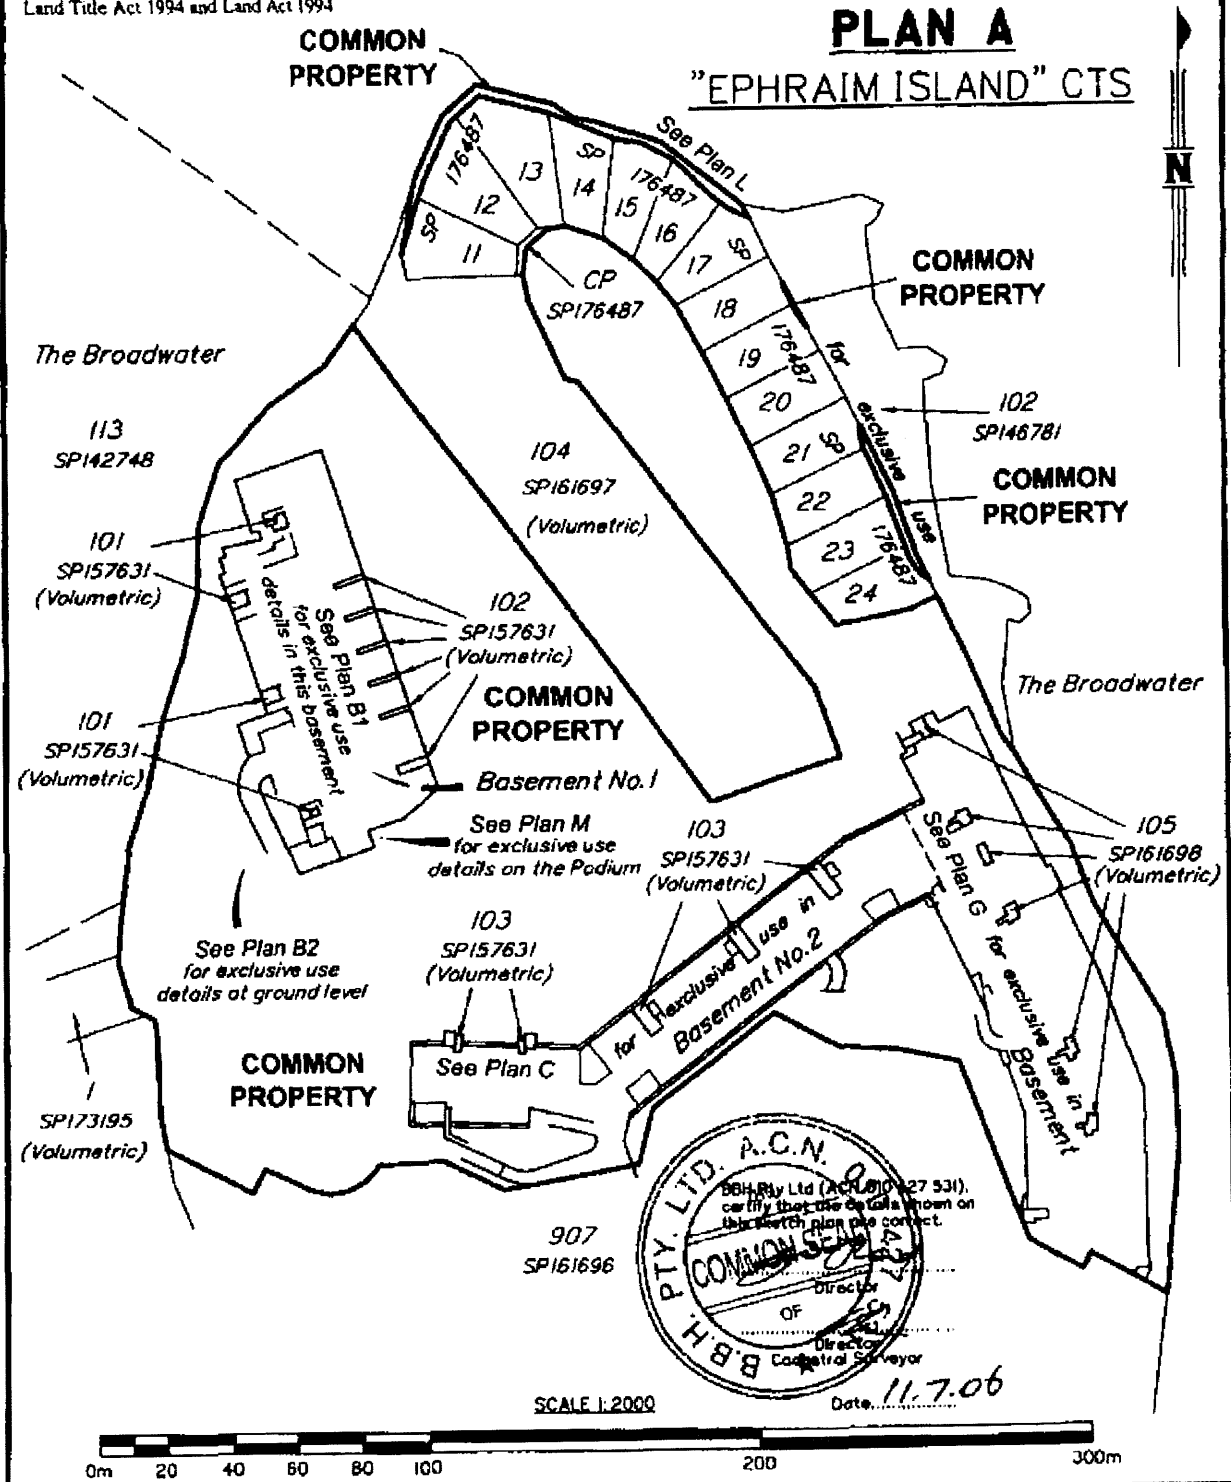 Land Title Act 1994 and Land Act 1994
PLAN A
"EPHRAIM ISLAND" CTS
COMMON
PROPERTY
See Plan L
N
176487
13
SP
14
176487
15
12
16
SP
11
17
SP
CP
SP176487
18
COMMON
PROPERTY
The Broadwater
19
176487
for
20
exclusive
102
SP146781
113
SP142748
104
SP161697
(Volumetric)
21
SP
COMMON
PROPERTY
22
use
101
SP157631
(Volumetric)
23
176487
24
See Plan B1
for exclusive use
details in this basement
102
SP157631
(Volumetric)
COMMON
PROPERTY
The Broadwater
101
SP157631
(Volumetric)
Basement No.1
See Plan M
for exclusive use
details on the Podium
103
SP157631
(Volumetric)
105
SP161698
(Volumetric)
See Plan G
for exclusive
use in
Basement
See Plan B2
for exclusive use
details at ground level
103
SP157631
(Volumetric)
for exclusive use in
Basement No.2
COMMON
PROPERTY
See Plan C
1
SP173195
(Volumetric)
907
SP161696
B.B.H. PTY. LTD. A.C.N.
COMMON SEAL
OF
BBH Pty Ltd (ACN 010 427 531),
certify that the details shown on
this sketch plan are correct.
Director
Director
Cadastral Surveyor
Date 11.7.06
SCALE 1:2000
0m 20 40 60 80 100 200 300m